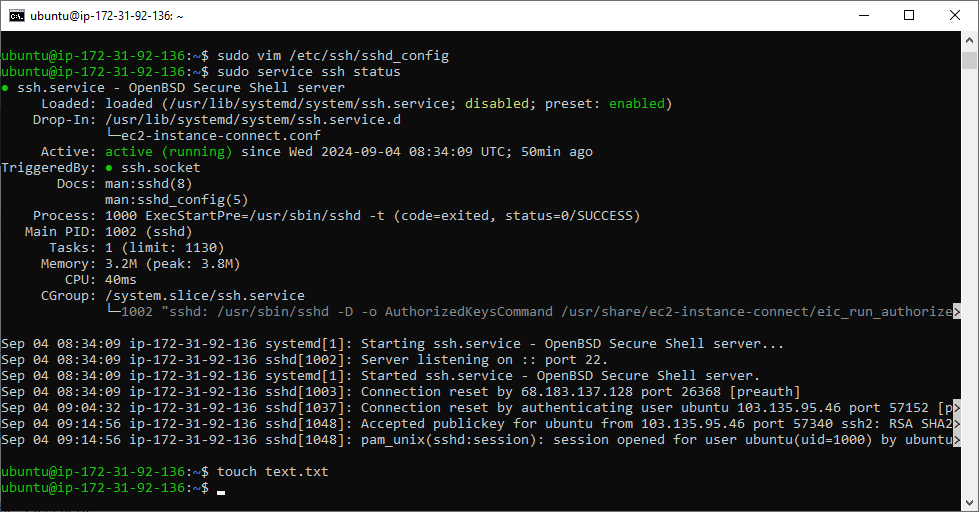 ubuntu@ip-172-31-92-136: ~
ubuntu@ip-172-31-92-136:~$ sudo vim /etc/ssh/sshd_config
ubuntu@ip-172-31-92-136:~$ sudo service ssh status
● ssh.service - OpenBSD Secure Shell server
     Loaded: loaded (/usr/lib/systemd/system/ssh.service; disabled; preset: enabled)
    Drop-In: /usr/lib/systemd/system/ssh.service.d
             └─ec2-instance-connect.conf
     Active: active (running) since Wed 2024-09-04 08:34:09 UTC; 50min ago
TriggeredBy: ● ssh.socket
       Docs: man:sshd(8)
             man:sshd_config(5)
    Process: 1000 ExecStartPre=/usr/sbin/sshd -t (code=exited, status=0/SUCCESS)
   Main PID: 1002 (sshd)
      Tasks: 1 (limit: 1130)
     Memory: 3.2M (peak: 3.8M)
        CPU: 40ms
     CGroup: /system.slice/ssh.service
             └─1002 "sshd: /usr/sbin/sshd -D -o AuthorizedKeysCommand /usr/share/ec2-instance-connect/eic_run_authorize>
Sep 04 08:34:09 ip-172-31-92-136 systemd[1]: Starting ssh.service - OpenBSD Secure Shell server...
Sep 04 08:34:09 ip-172-31-92-136 sshd[1002]: Server listening on :: port 22.
Sep 04 08:34:09 ip-172-31-92-136 systemd[1]: Started ssh.service - OpenBSD Secure Shell server.
Sep 04 08:34:09 ip-172-31-92-136 sshd[1003]: Connection reset by 68.183.137.128 port 26368 [preauth]
Sep 04 09:04:32 ip-172-31-92-136 sshd[1037]: Connection reset by authenticating user ubuntu 103.135.95.46 port 57152 [p>
Sep 04 09:14:56 ip-172-31-92-136 sshd[1048]: Accepted publickey for ubuntu from 103.135.95.46 port 57340 ssh2: RSA SHA2>
Sep 04 09:14:56 ip-172-31-92-136 sshd[1048]: pam_unix(sshd:session): session opened for user ubuntu(uid=1000) by ubuntu>
ubuntu@ip-172-31-92-136:~$ touch text.txt
ubuntu@ip-172-31-92-136:~$